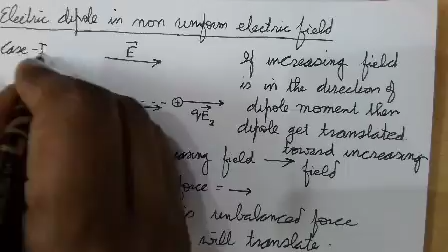 Electric dipole in non uniform electric field
Case-I
E
If increasing field
is in the direction of
dipole moment then
dipole get translated
toward increasing
field
qE₂
field →
force = →
unbalanced force
will translate.